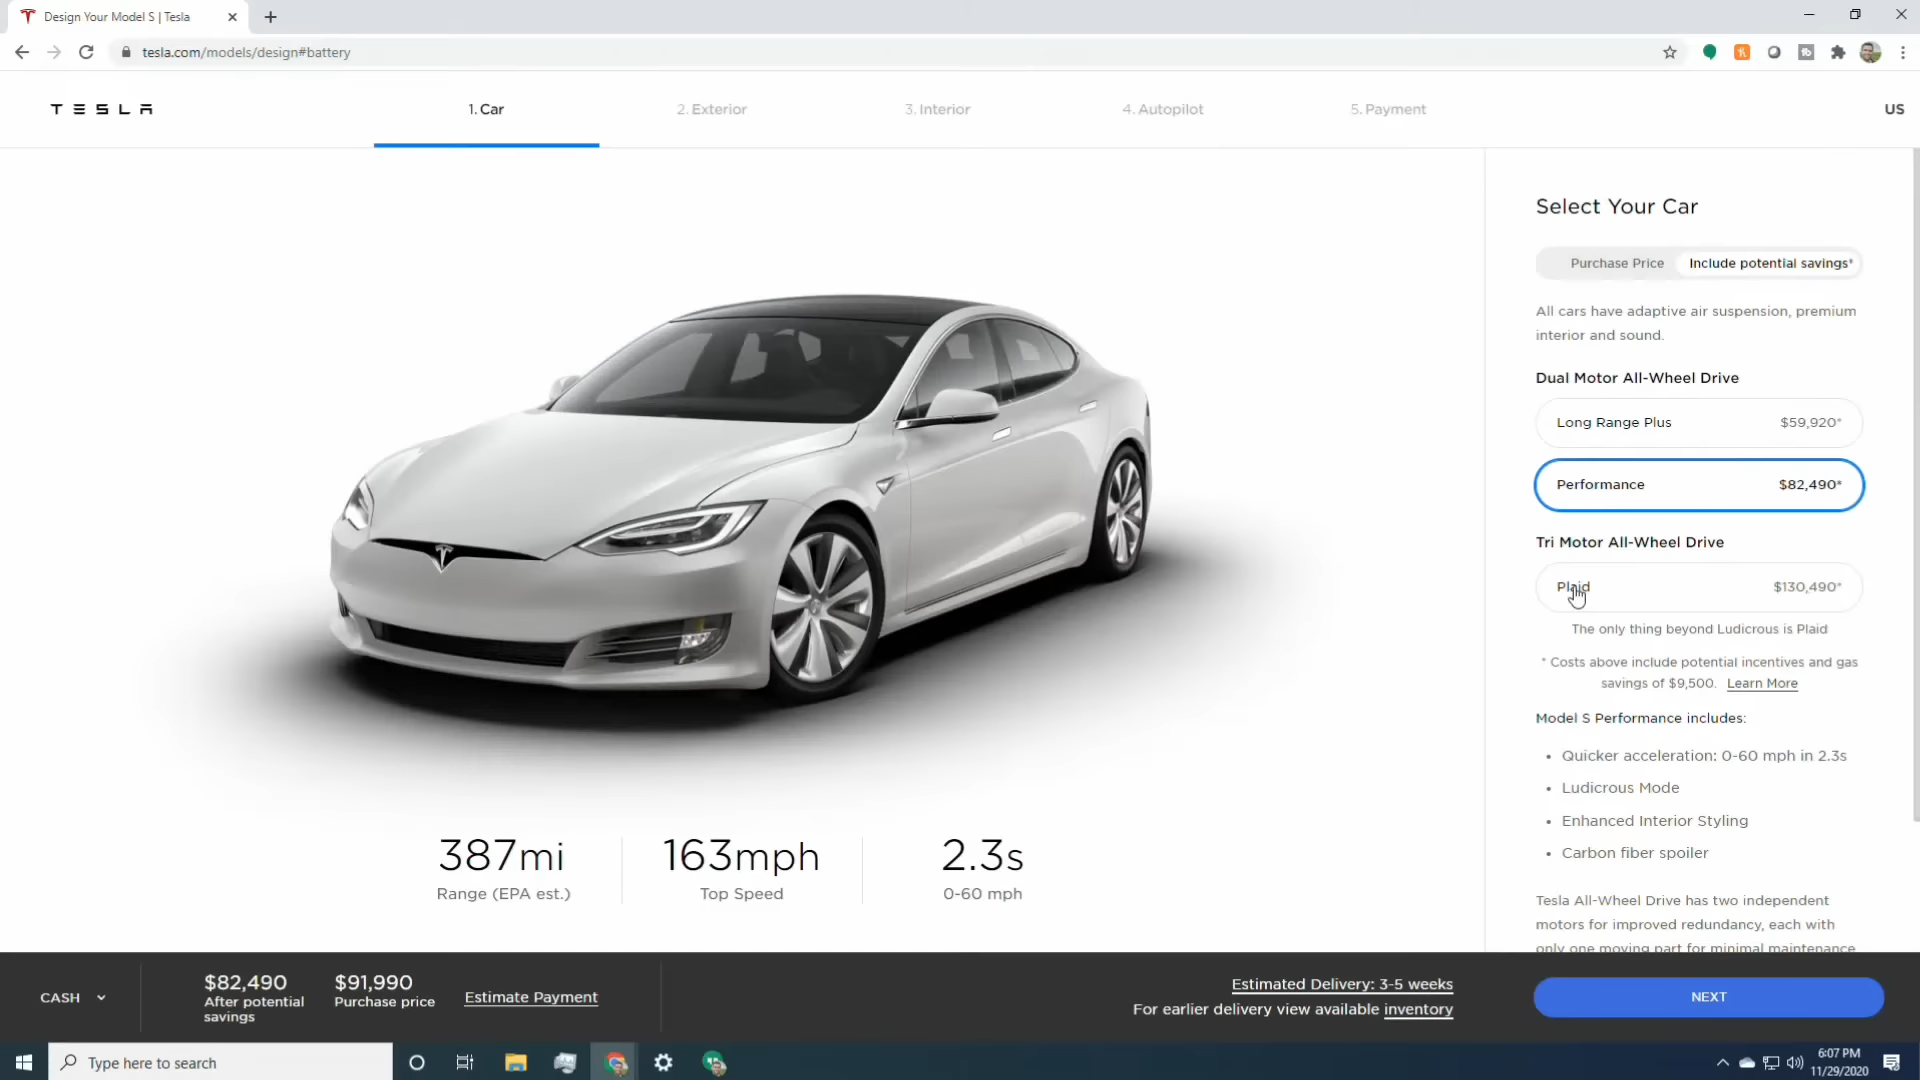 Design Your Model S | Tesla
tesla.com/models/design#battery
TESLA
1. Car
2. Exterior
3. Interior
4. Autopilot
5. Payment
US
Select Your Car
Purchase Price
Include potential savings*
All cars have adaptive air suspension, premium
interior and sound.
Dual Motor All-Wheel Drive
Long Range Plus $59,920*
Performance $82,490*
Tri Motor All-Wheel Drive
Plaid $130,490*
The only thing beyond Ludicrous is Plaid
* Costs above include potential incentives and gas
savings of $9,500. Learn More
Model S Performance includes:
• Quicker acceleration: 0-60 mph in 2.3s
• Ludicrous Mode
• Enhanced Interior Styling
• Carbon fiber spoiler
Tesla All-Wheel Drive has two independent
motors for improved redundancy, each with
only one moving part for minimal maintenance
387mi
Range (EPA est.)
163mph
Top Speed
2.3s
0-60 mph
CASH
$82,490
After potential
savings
$91,990
Purchase price
Estimate Payment
Estimated Delivery: 3-5 weeks
For earlier delivery view available inventory
NEXT
Type here to search
6:07 PM
11/29/2020